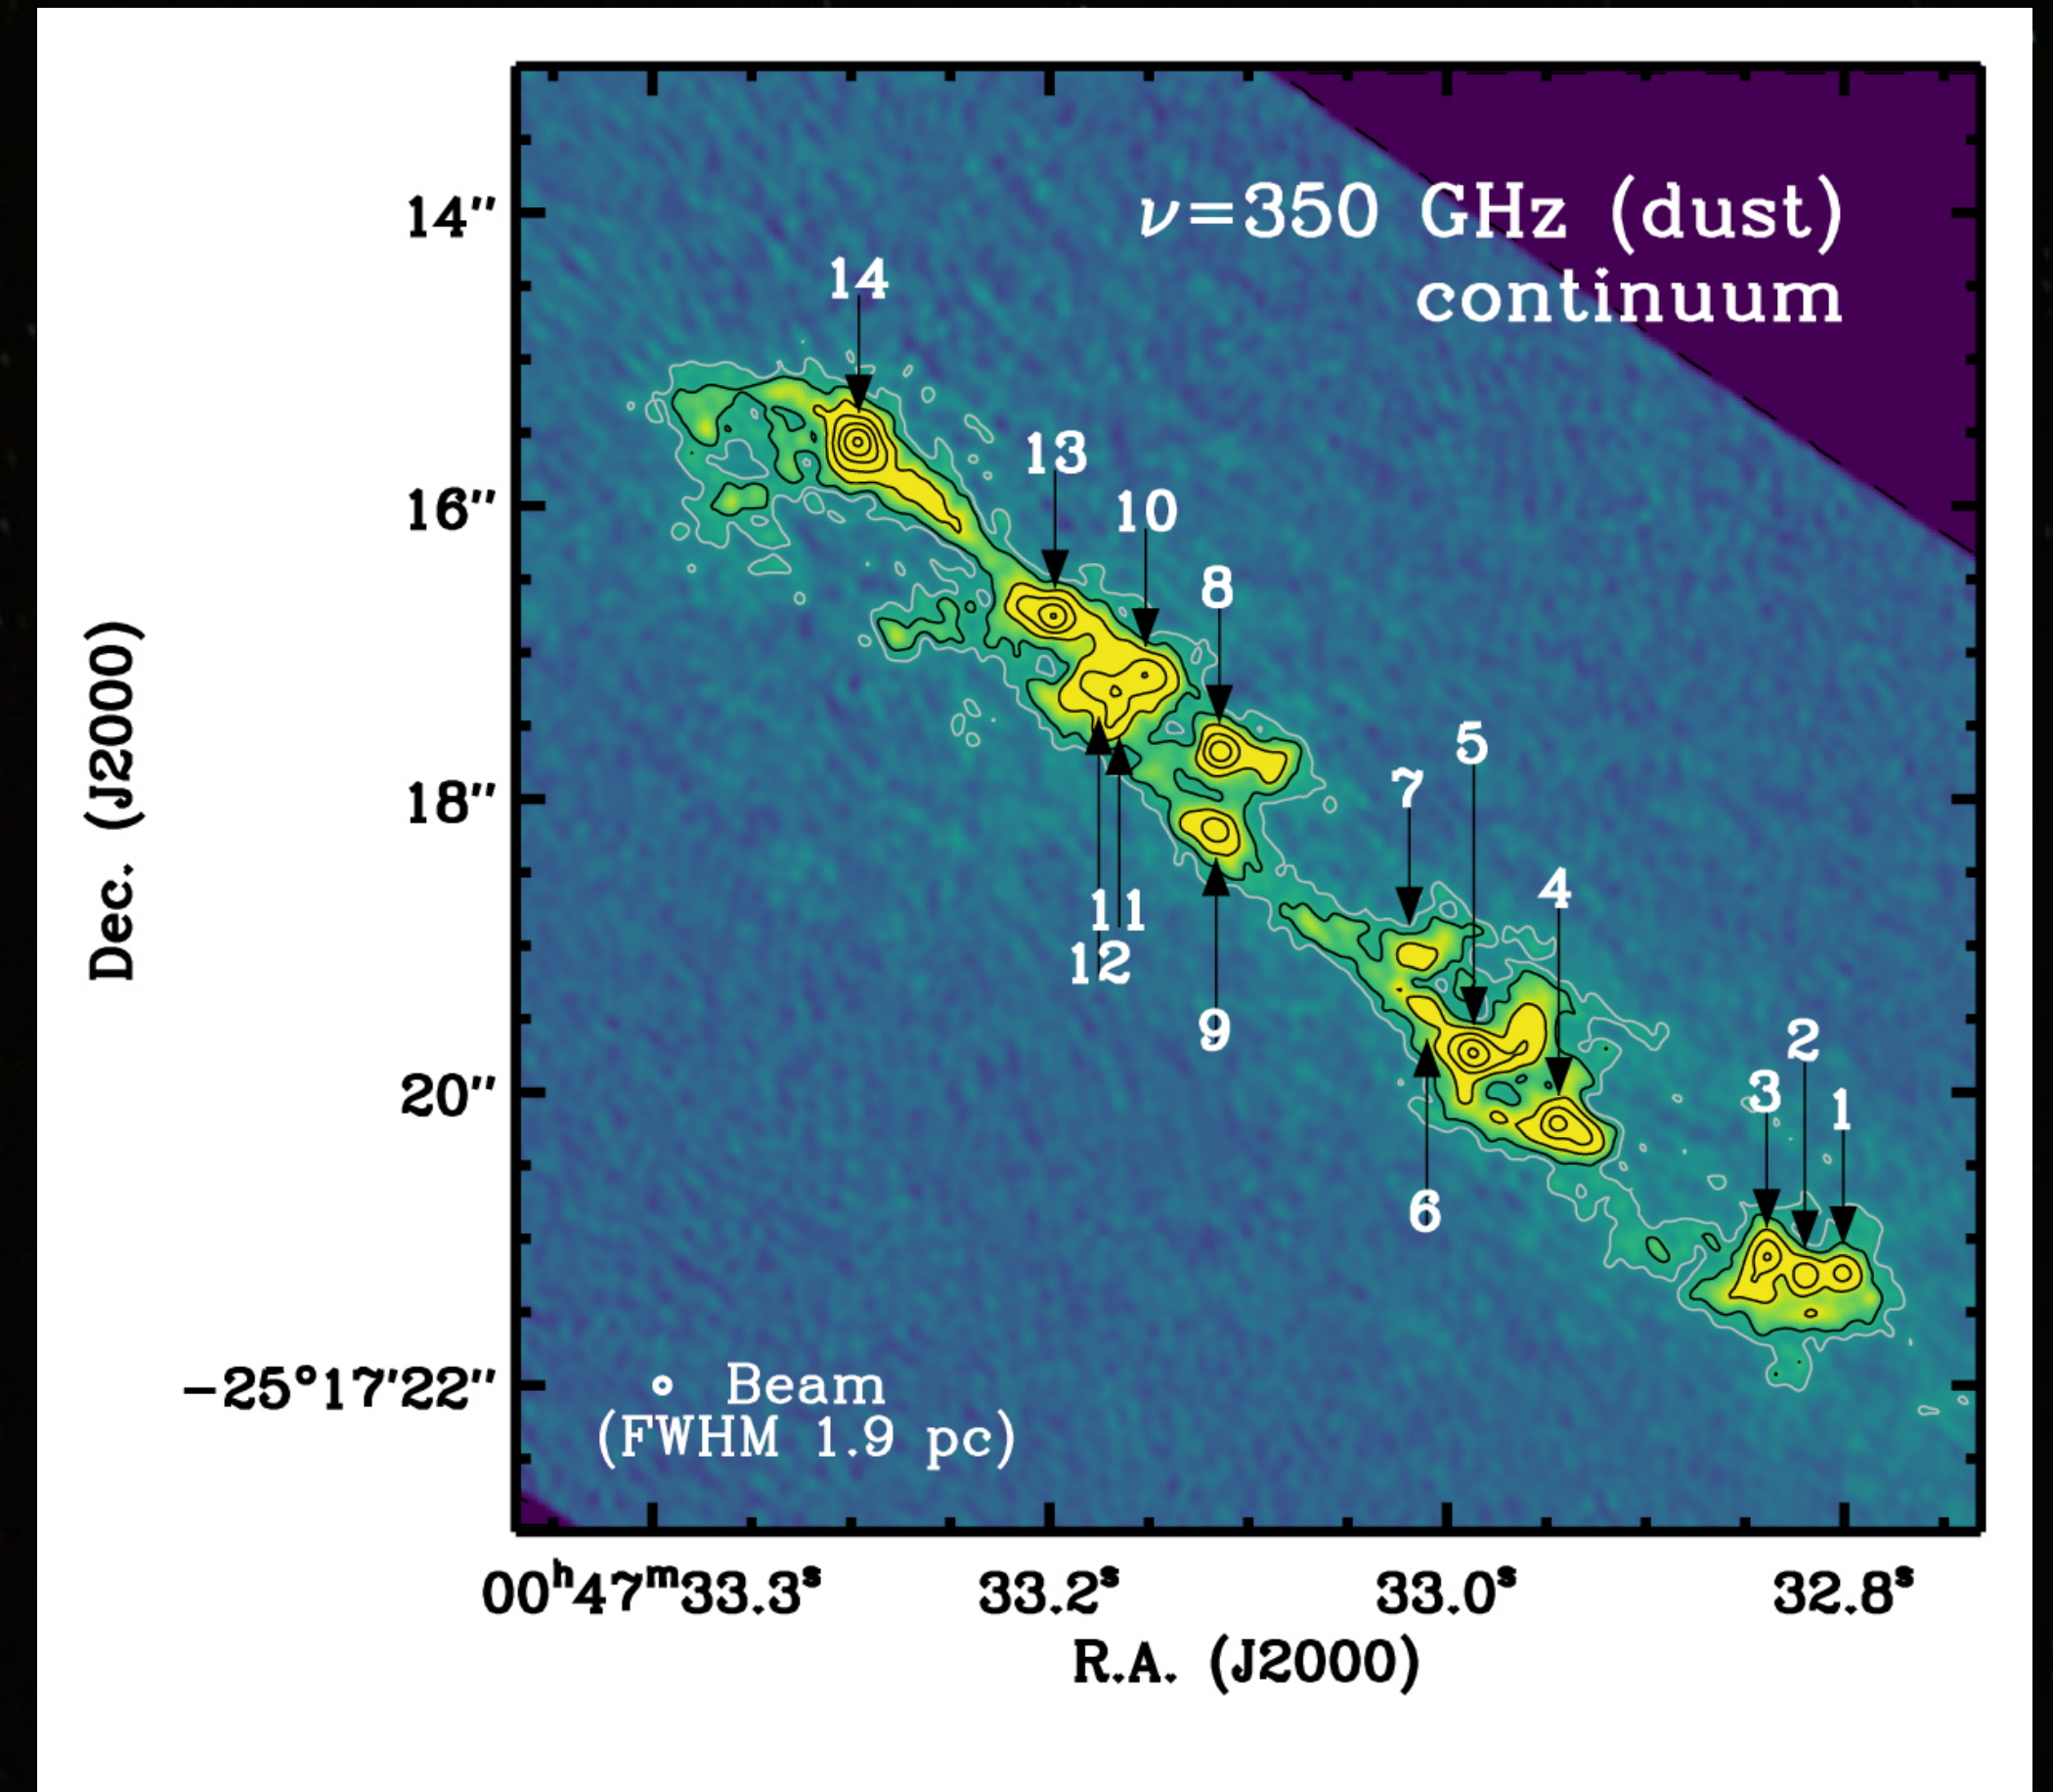 ν=350 GHz (dust)
continuum
14″
14
13
16″
10
8
5
18″
7
4
11
12
9
2
20″
3
1
6
-25°17′22″
Beam
(FWHM 1.9 pc)
Dec. (J2000)
00ʰ47ᵐ33.3ˢ
33.2ˢ
33.0ˢ
32.8ˢ
R.A. (J2000)